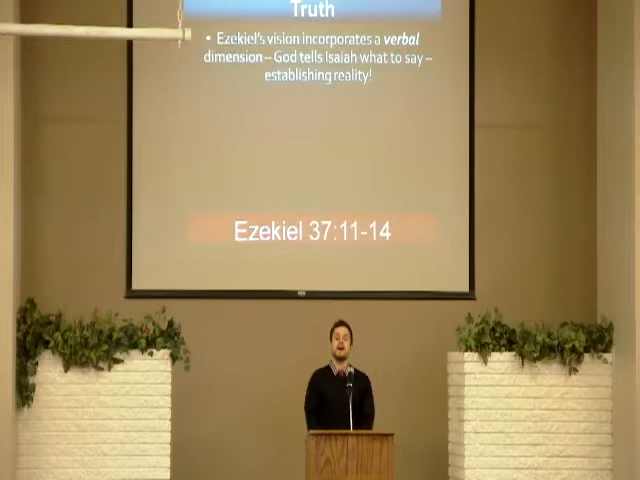 Truth
• Ezekiel's vision incorporates a verbal
dimension – God tells Isaiah what to say –
establishing reality!
Ezekiel 37:11-14